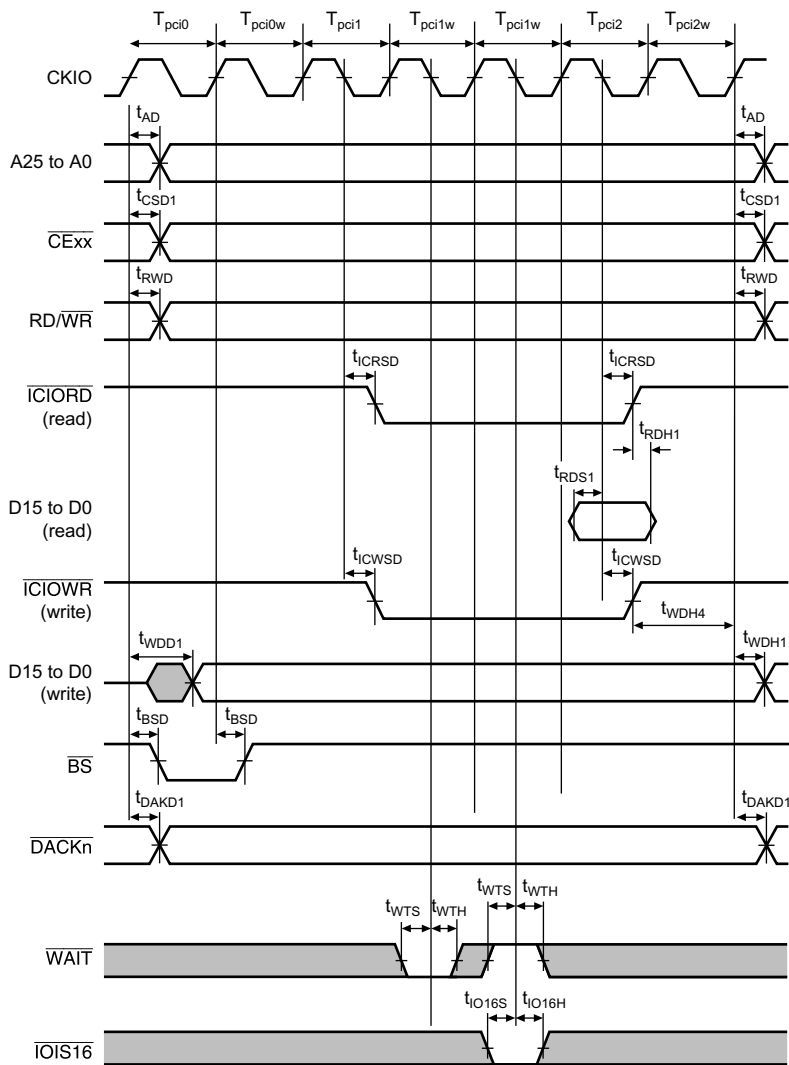 Tpci0 Tpci0w Tpci1 Tpci1w Tpci1w Tpci2 Tpci2w
CKIO
tAD tAD
A25 to A0
tCSD1 tCSD1
CExx
tRWD tRWD
RD/WR
tICRSD tICRSD
ICIORD
(read)
tRDH1
tRDS1
D15 to D0
(read)
tICWSD tICWSD
ICIOWR
(write)
tWDH4
tWDD1 tWDH1
D15 to D0
(write)
tBSD tBSD
BS
tDAKD1 tDAKD1
DACKn
tWTS tWTH tWTS tWTH
WAIT
tIO16S tIO16H
IOIS16